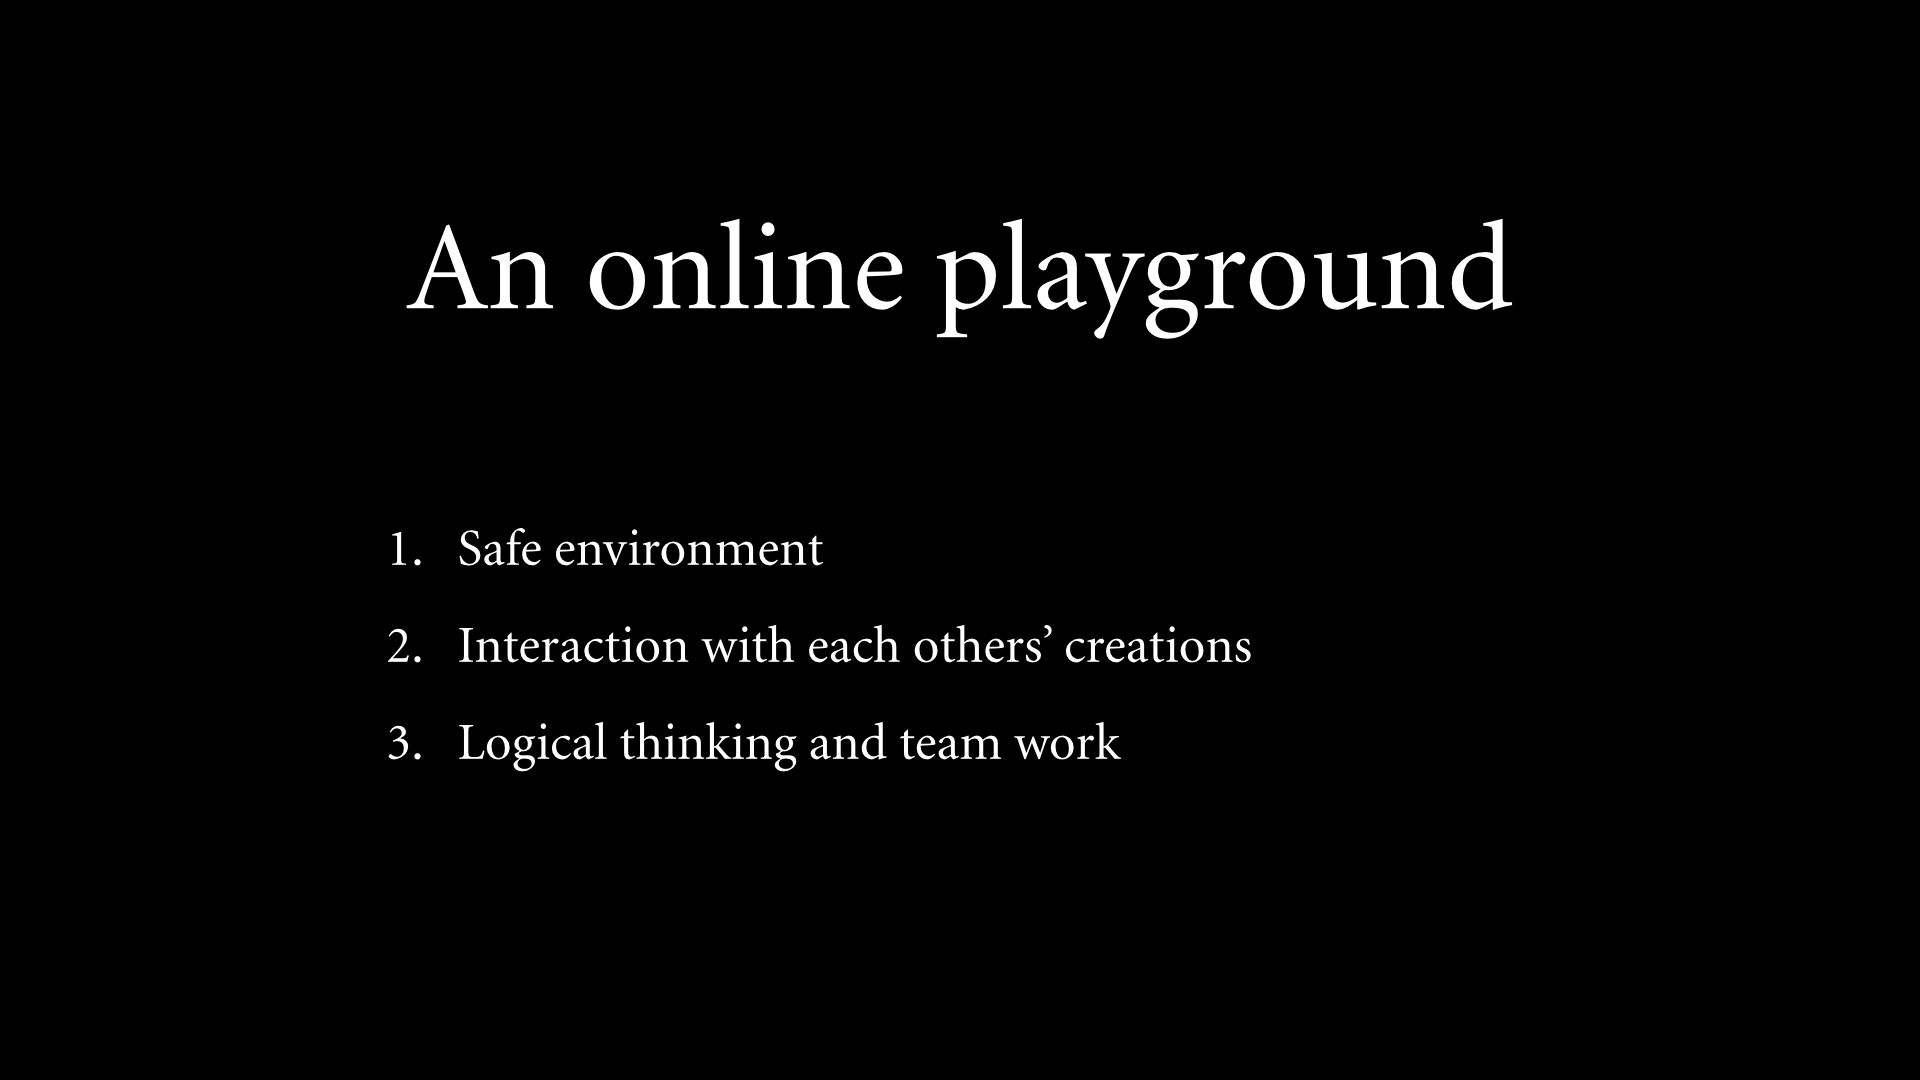 An online playground
1. Safe environment
2. Interaction with each others’ creations
3. Logical thinking and team work